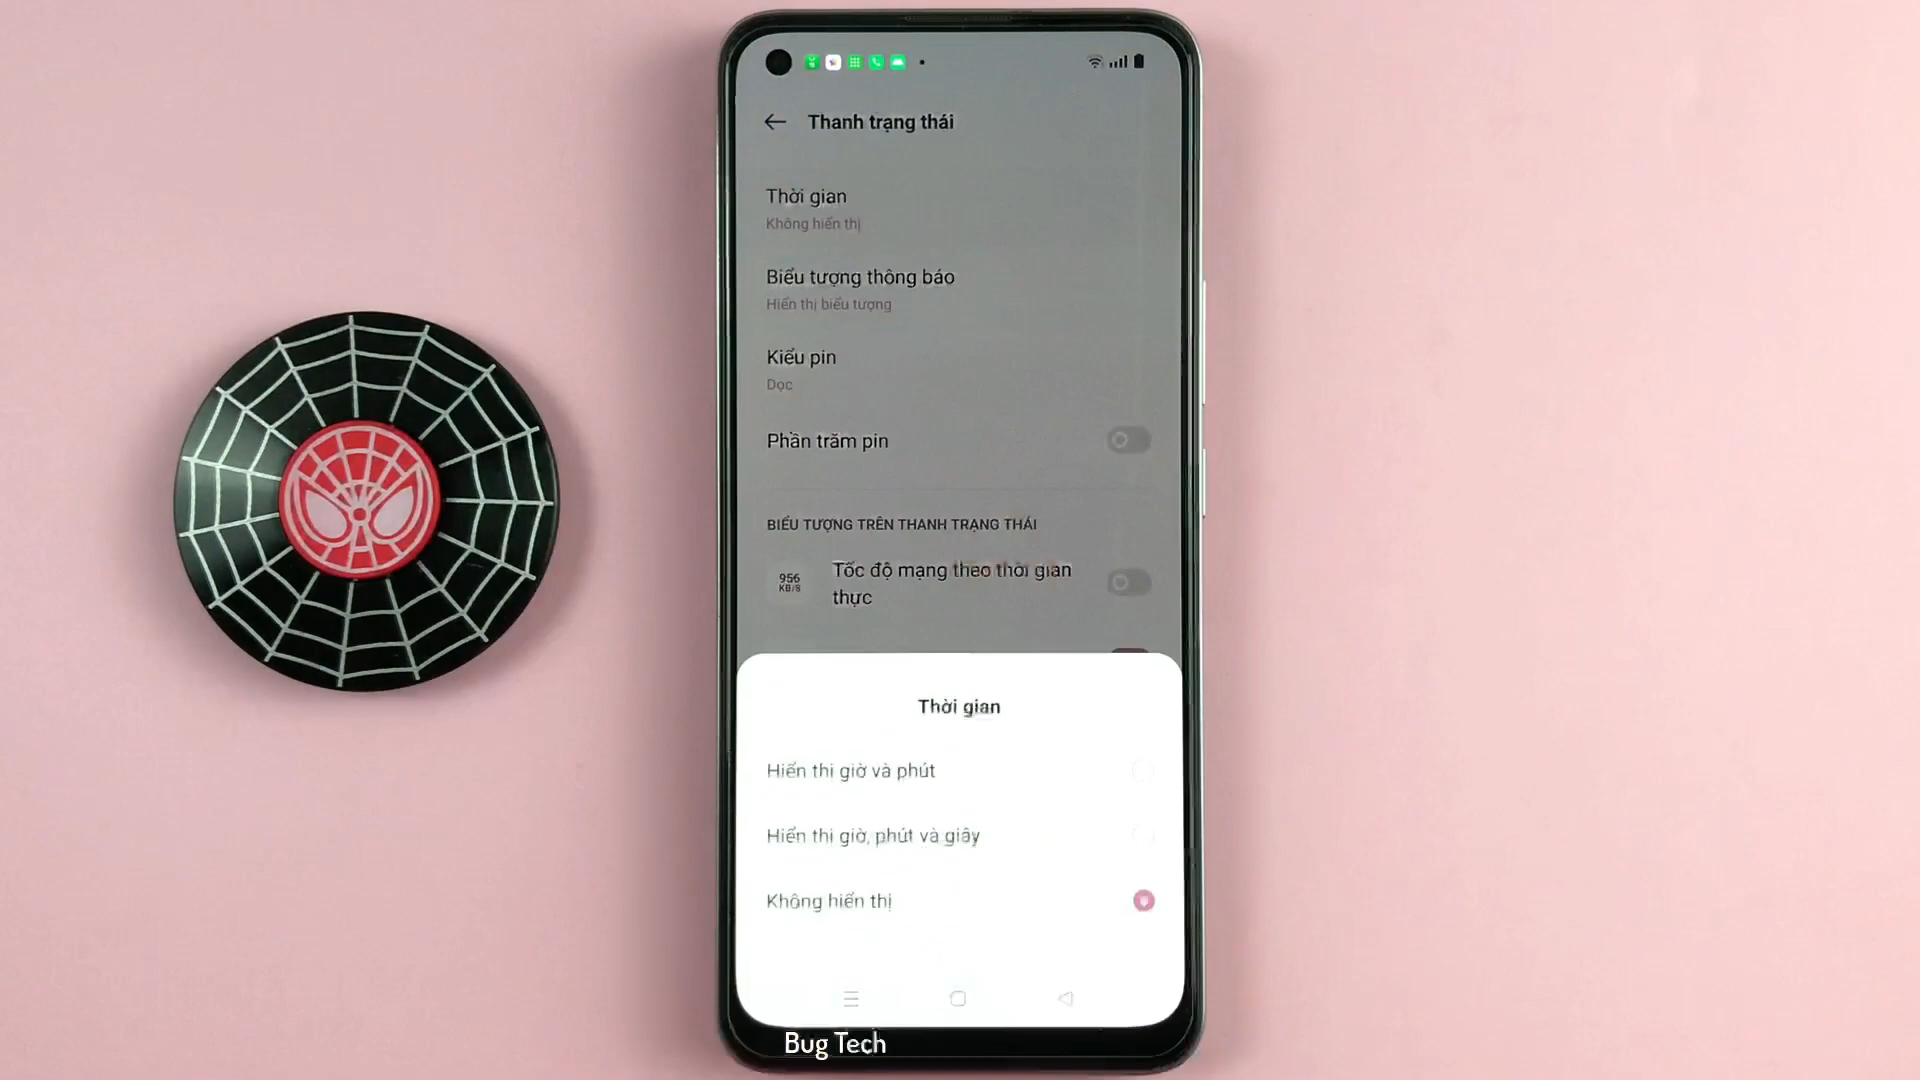 Thanh trạng thái
Thời gian
Không hiển thị
Biểu tượng thông báo
Hiển thị biểu tượng
Kiểu pin
Dọc
Phần trăm pin
BIỂU TƯỢNG TRÊN THANH TRẠNG THÁI
956
KB/S
Tốc độ mạng theo thời gian
thực
Thời gian
Hiển thị giờ và phút
Hiển thị giờ, phút và giây
Không hiển thị
Bug Tech